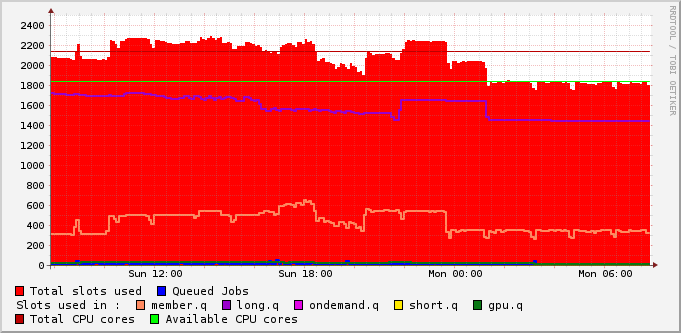 2400
2200
2000
1800
1600
1400
1200
1000
800
600
400
200
0
Sun 12:00 Sun 18:00 Mon 00:00 Mon 06:00
Total slots used Queued Jobs
Slots used in : member.q long.q ondemand.q short.q gpu.q
Total CPU cores Available CPU cores
RRDTOOL / TOBI OETIKER